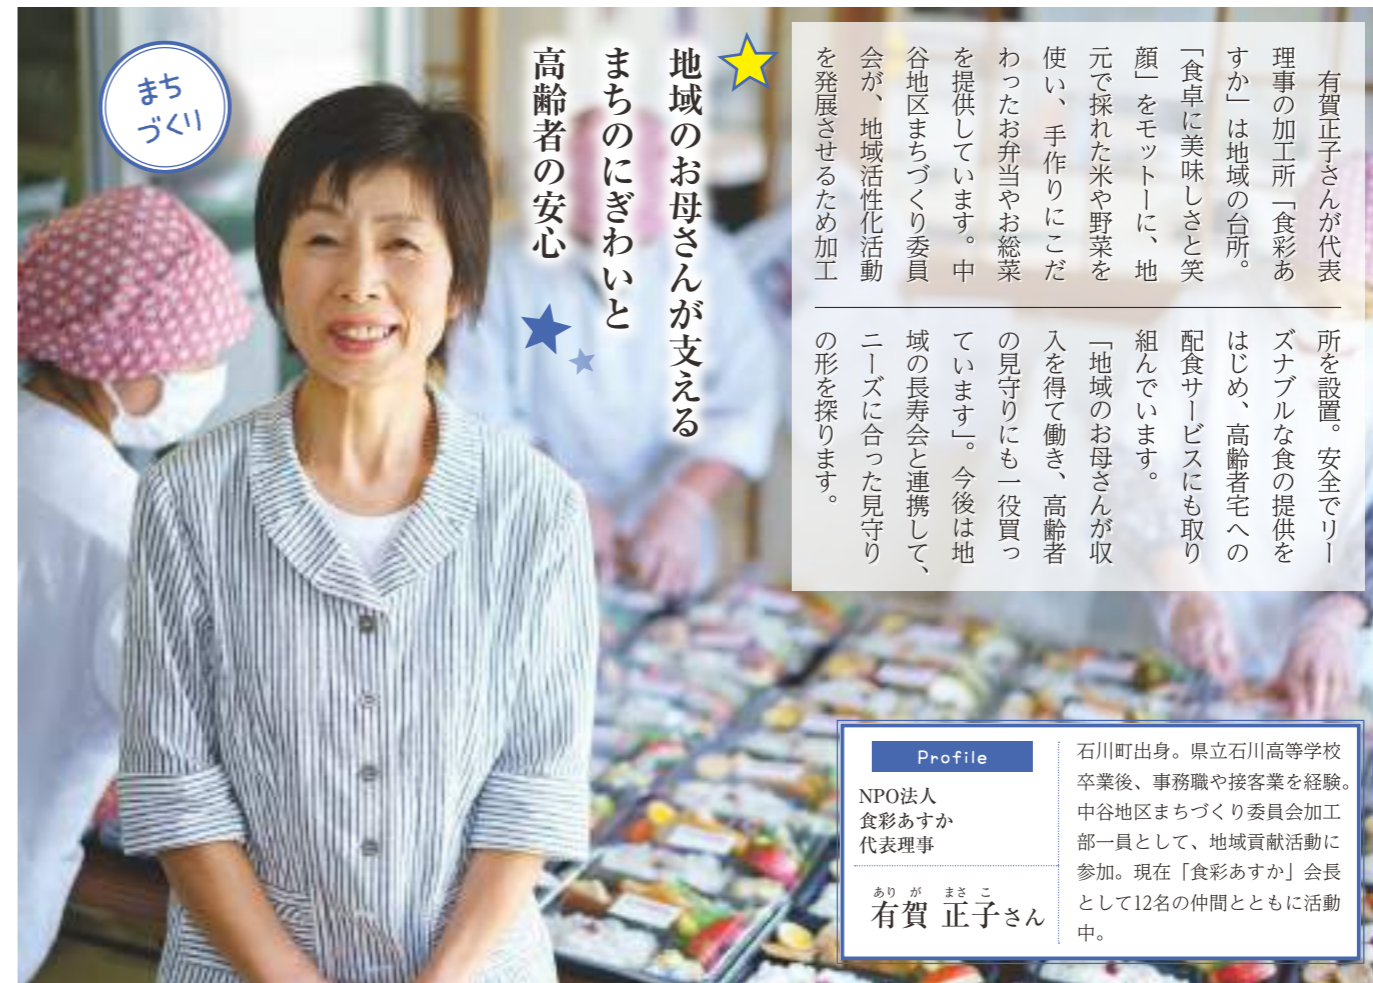 まち
づくり
地域のお母さんが支える
まちのにぎわいと
高齢者の安心
有賀正子さんが代表
理事の加工所「食彩あ
すか」は地域の台所。
「食卓に美味しさと笑
顔」をモットーに、地
元で採れた米や野菜を
使い、手作りにこだ
わったお弁当やお総菜
を提供しています。中
谷地区まちづくり委員
会が、地域活性化活動
を発展させるため加工
所を設置。安全でリー
ズナブルな食の提供を
はじめ、高齢者宅への
配食サービスにも取り
組んでいます。
「地域のお母さんが収
入を得て働き、高齢者
の見守りにも一役買っ
ています」。今後は地
域の長寿会と連携して、
ニーズに合った見守り
の形を探ります。
Profile
NPO法人
食彩あすか
代表理事
あり が まさ こ
有賀 正子さん
石川町出身。県立石川高等学校
卒業後、事務職や接客業を経験。
中谷地区まちづくり委員会加工
部一員として、地域貢献活動に
参加。現在「食彩あすか」会長
として12名の仲間とともに活動
中。